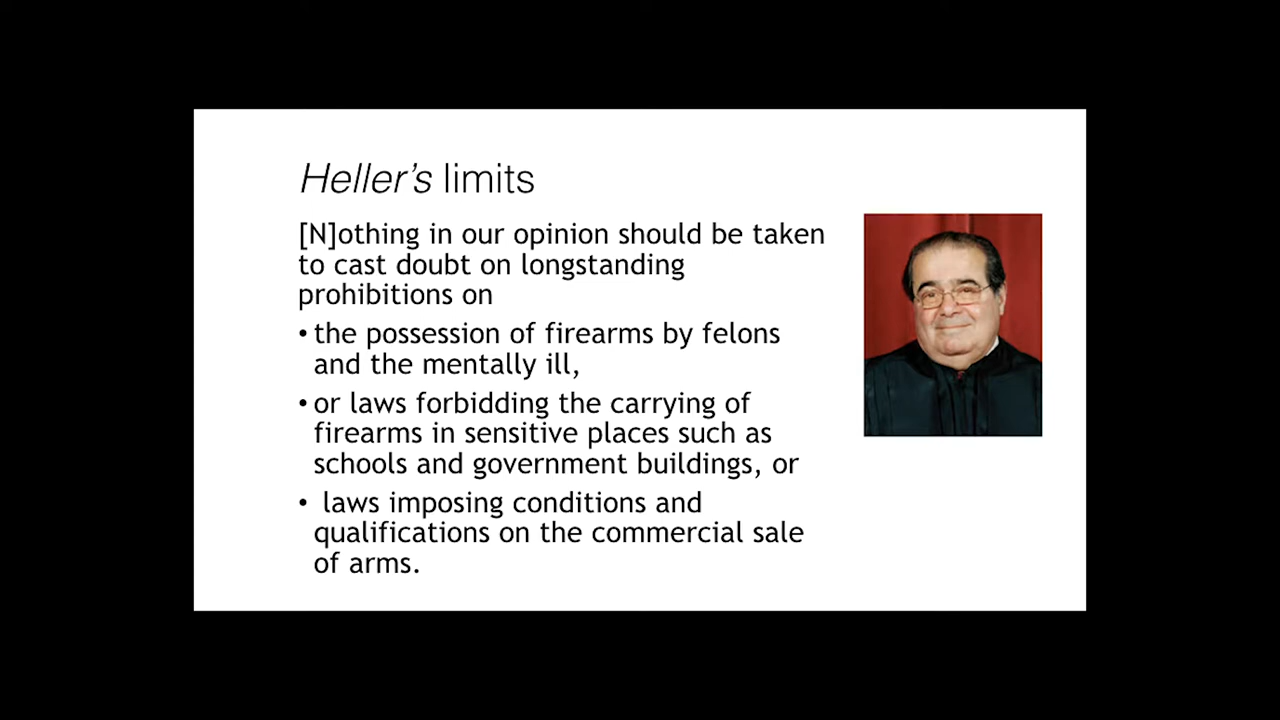 Heller's limits
[N]othing in our opinion should be taken
to cast doubt on longstanding
prohibitions on
• the possession of firearms by felons
and the mentally ill,
• or laws forbidding the carrying of
firearms in sensitive places such as
schools and government buildings, or
• laws imposing conditions and
qualifications on the commercial sale
of arms.